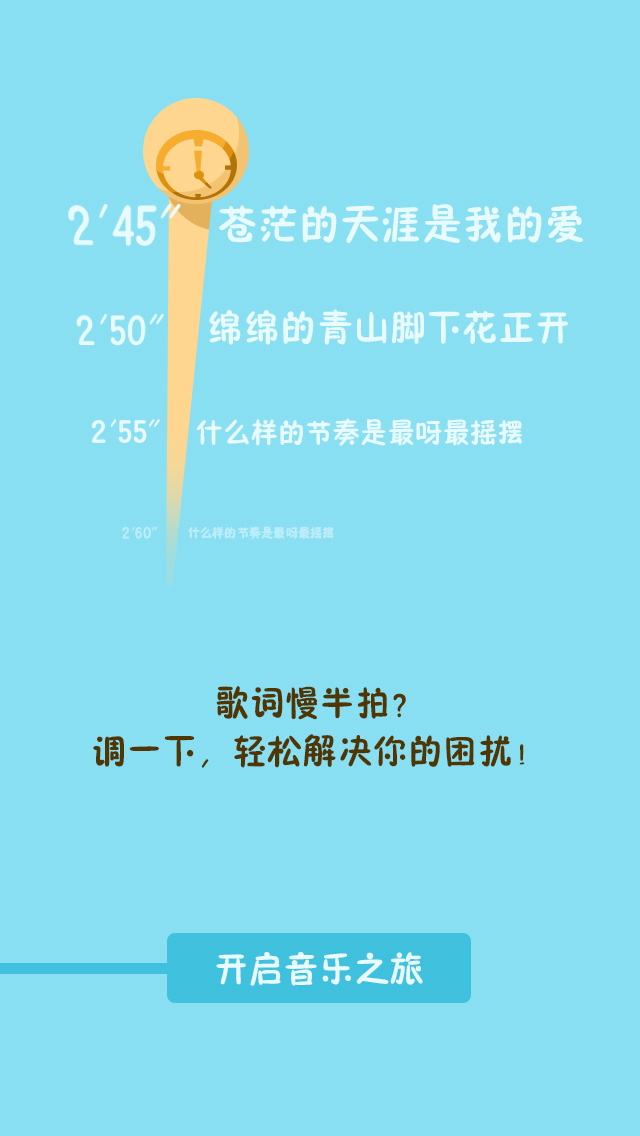 2′45″ 苍茫的天涯是我的爱
2′50″ 绵绵的青山脚下花正开
2′55″ 什么样的节奏是最呀最摇摆
2′60″ 什么样的节奏是最呀最摇摆
歌词慢半拍？
调一下，轻松解决你的困扰！
开启音乐之旅